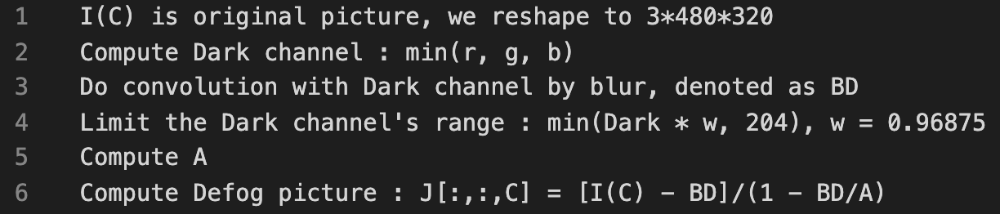 1 I(C) is original picture, we reshape to 3*480*320
2 Compute Dark channel : min(r, g, b)
3 Do convolution with Dark channel by blur, denoted as BD
4 Limit the Dark channel's range : min(Dark * w, 204), w = 0.96875
5 Compute A
6 Compute Defog picture : J[:,:,C] = [I(C) − BD]/(1 − BD/A)